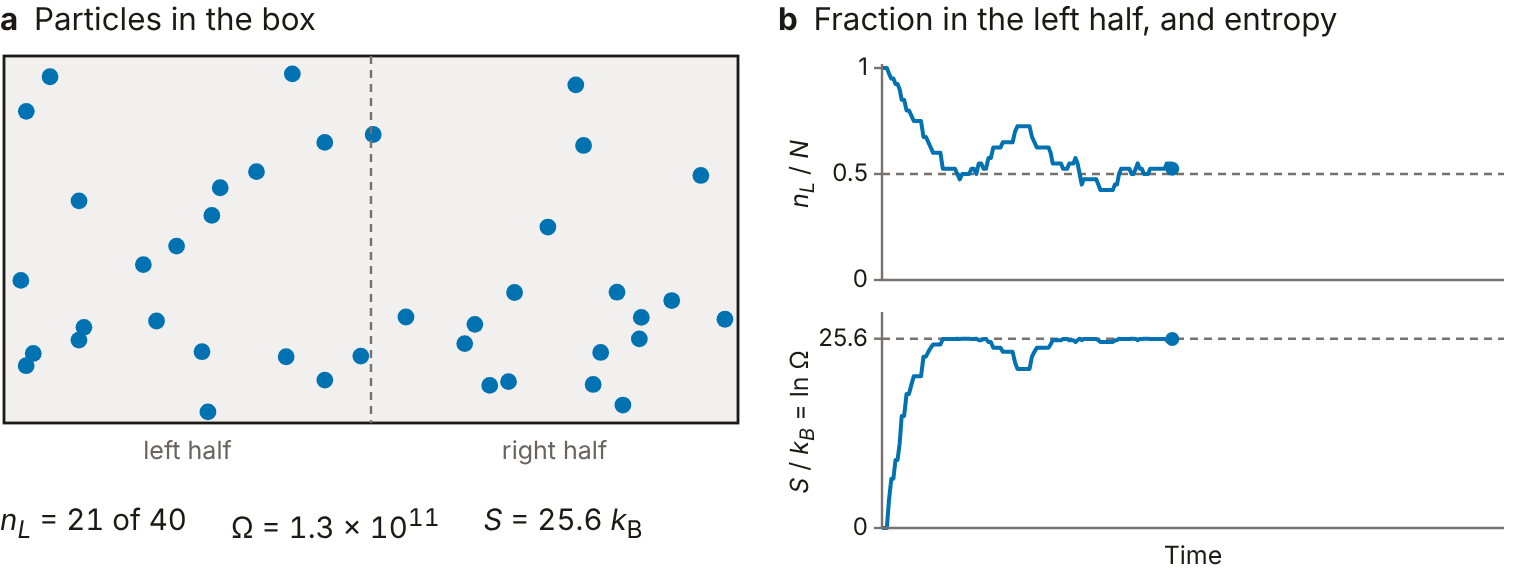 a Particles in the box
left half
right half
n_L = 21 of 40
Ω = 1.3 × 10^11
S = 25.6 k_B
b Fraction in the left half, and entropy
1
0.5
0
n_L / N
25.6
0
S / k_B = ln Ω
Time